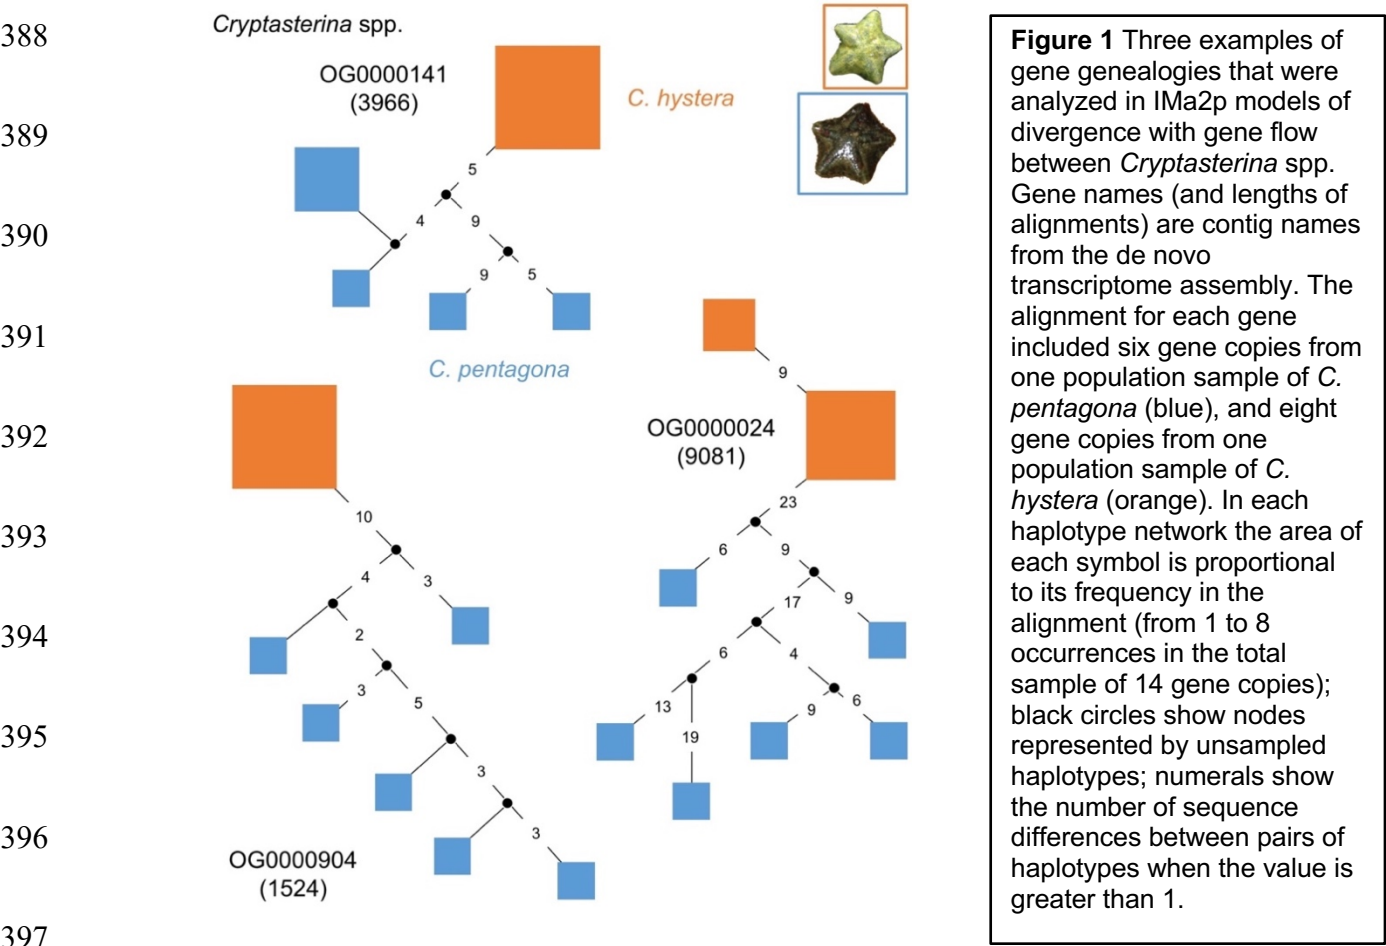 388
Cryptasterina spp.
OG0000141
(3966)
C. hystera
389
5
390
4
9
9
5
391
C. pentagona
9
392
OG0000024
(9081)
23
10
393
6
9
4
3
17
9
394
2
6
4
3
5
13
9
6
395
19
3
396
3
OG0000904
(1524)
397
Figure 1 Three examples of
gene genealogies that were
analyzed in IMa2p models of
divergence with gene flow
between Cryptasterina spp.
Gene names (and lengths of
alignments) are contig names
from the de novo
transcriptome assembly. The
alignment for each gene
included six gene copies from
one population sample of C.
pentagona (blue), and eight
gene copies from one
population sample of C.
hystera (orange). In each
haplotype network the area of
each symbol is proportional
to its frequency in the
alignment (from 1 to 8
occurrences in the total
sample of 14 gene copies);
black circles show nodes
represented by unsampled
haplotypes; numerals show
the number of sequence
differences between pairs of
haplotypes when the value is
greater than 1.